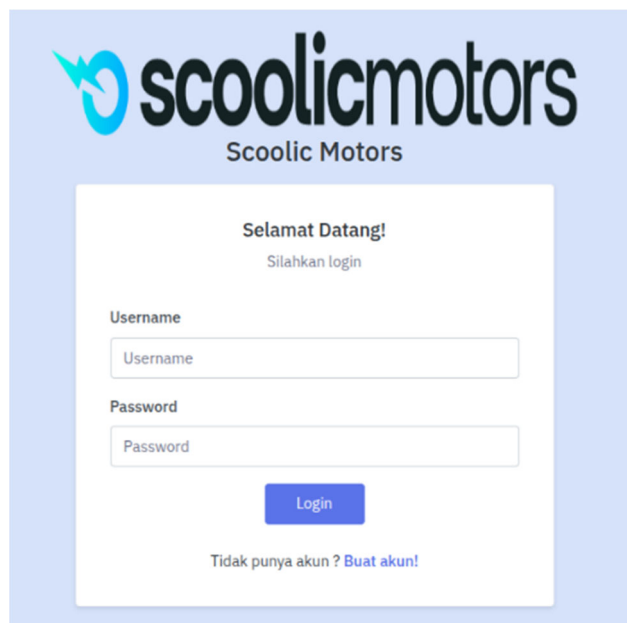 scoolicmotors
Scoolic Motors
Selamat Datang!
Silahkan login
Username
Username
Password
Password
Login
Tidak punya akun ? Buat akun!